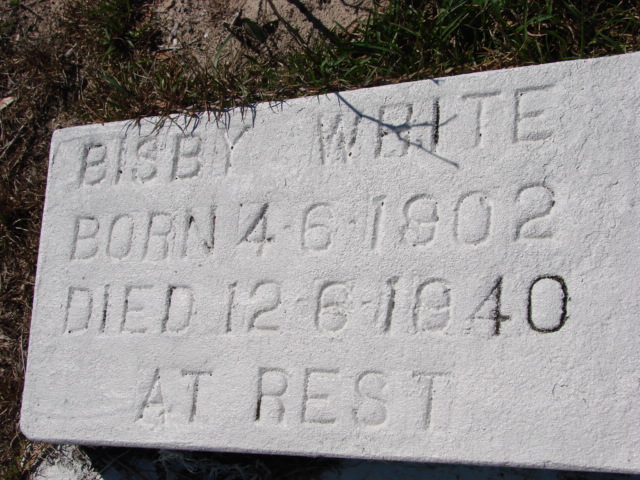 BISBY WHITE
BORN 4-6-1902
DIED 12-6-1940
AT REST